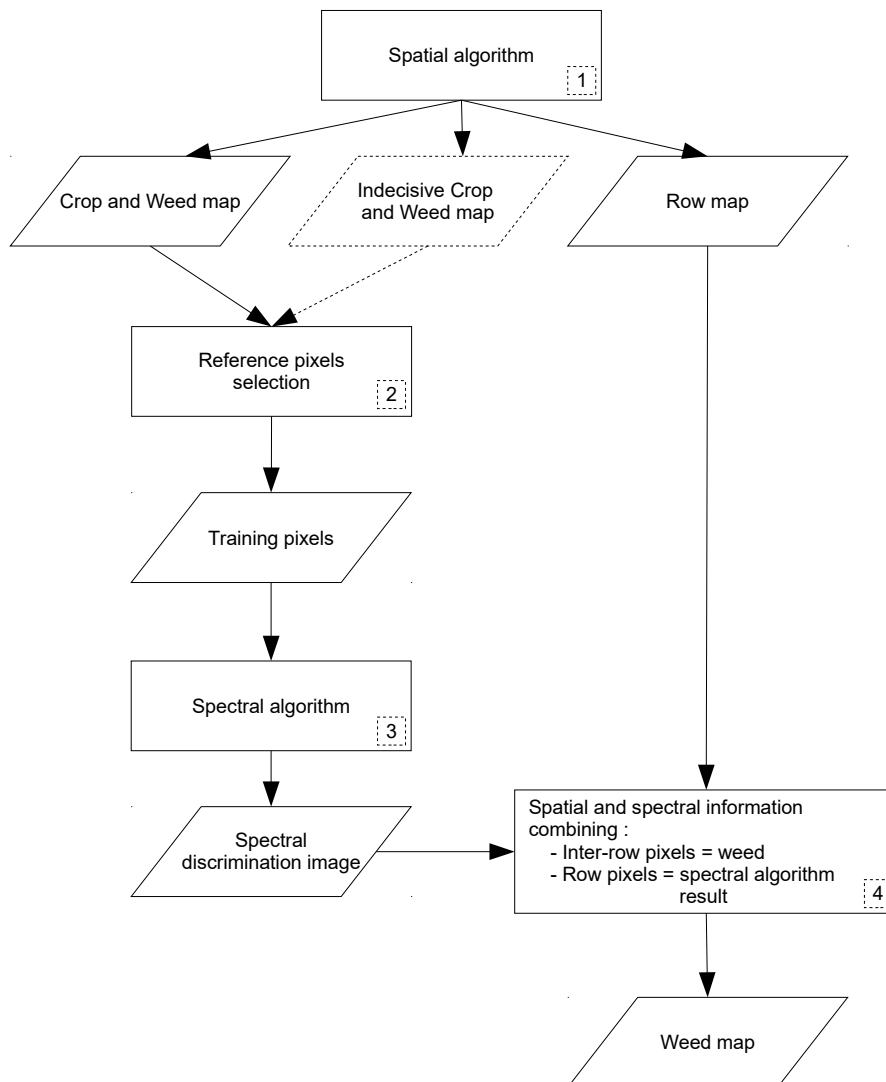 Spatial algorithm
1
Crop and Weed map
Indecisive Crop
and Weed map
Row map
Reference pixels
selection
2
Training pixels
Spectral algorithm
3
Spectral
discrimination image
Spatial and spectral information
combining :
- Inter-row pixels = weed
- Row pixels = spectral algorithm
result
4
Weed map